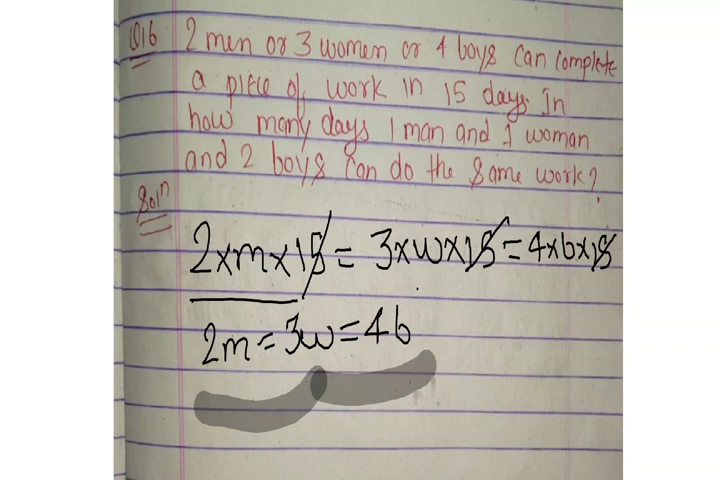 Q16 2 men or 3 women or 4 boys can complete
a piece of work in 15 days. In
how many days 1 man and 1 woman
and 2 boys can do the same work?
Solⁿ
2×m×15 = 3×w×15 = 4×b×15
2m = 3w = 4b